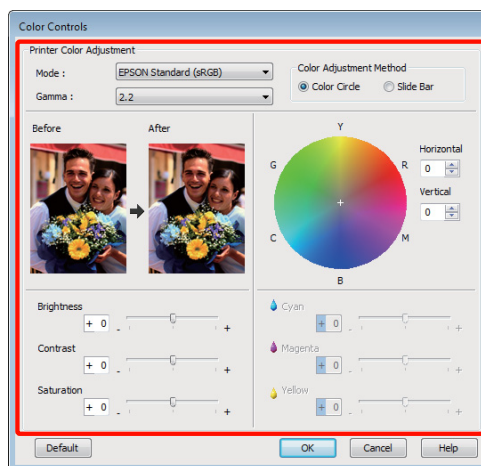 Color Controls
Printer Color Adjustment
Mode : EPSON Standard (sRGB)
Gamma : 2.2
Color Adjustment Method
Color Circle Slide Bar
Before After
Y
G R
C M
B
Horizontal
0
Vertical
0
Brightness
+ 0 - +
Contrast
+ 0 - +
Saturation
+ 0 - +
Cyan
+ 0 - +
Magenta
+ 0 - +
Yellow
+ 0 - +
Default OK Cancel Help